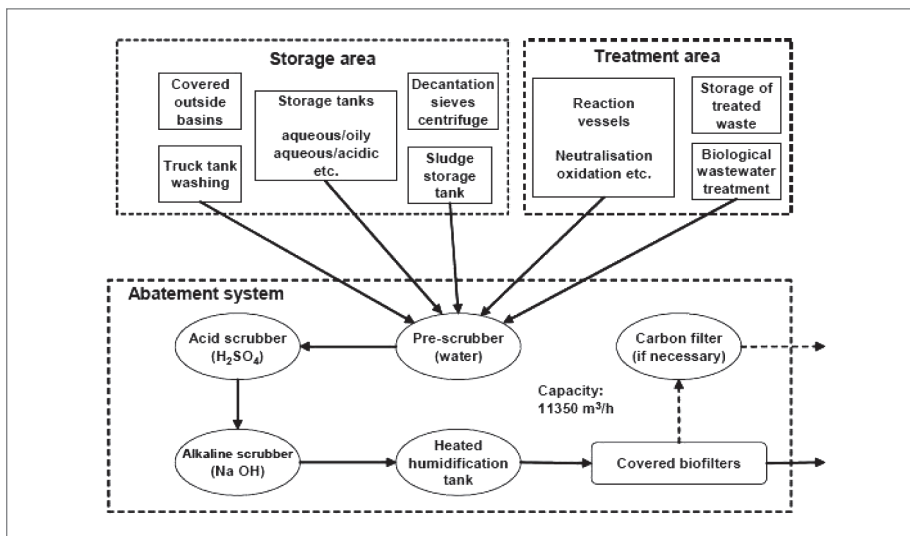 Storage area
Covered
outside
basins
Storage tanks
aqueous/oily
aqueous/acidic
etc.
Decantation
sieves
centrifuge
Truck tank
washing
Sludge
storage
tank
Treatment area
Reaction
vessels
Neutralisation
oxidation etc.
Storage of
treated
waste
Biological
wastewater
treatment
Abatement system
Acid scrubber
(H₂SO₄)
Pre-scrubber
(water)
Carbon filter
(if necessary)
Capacity:
11350 m³/h
Alkaline scrubber
(Na OH)
Heated
humidification
tank
Covered biofilters